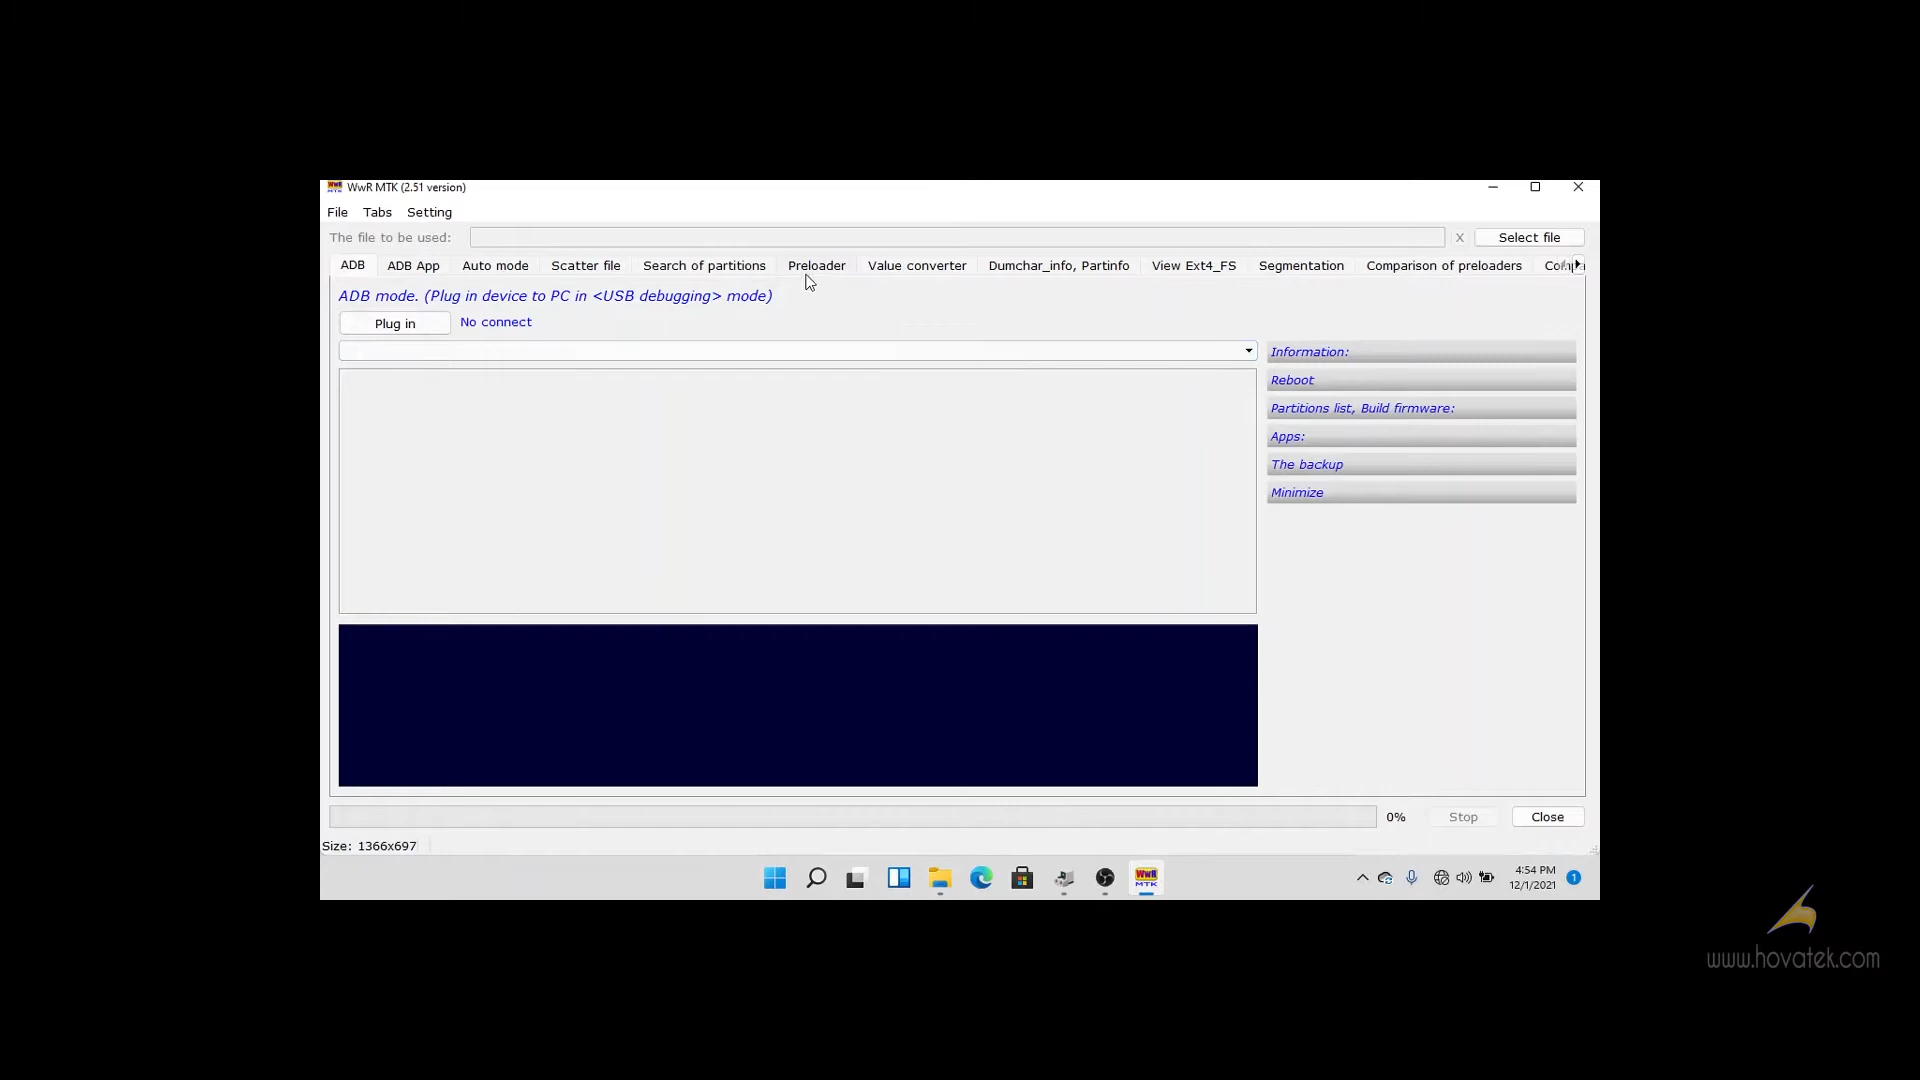 WwR MTK (2.51 version)
File Tabs Setting
The file to be used: X Select file
ADB ADB App Auto mode Scatter file Search of partitions Preloader Value converter Dumchar_info, Partinfo View Ext4_FS Segmentation Comparison of preloaders
ADB mode. (Plug in device to PC in <USB debugging> mode)
Plug in No connect
Information:
Reboot
Partitions list, Build firmware:
Apps:
The backup
Minimize
0% Stop Close
Size: 1366x697
WwR
MTK
4:54 PM
12/1/2021
1
www.hovatek.com